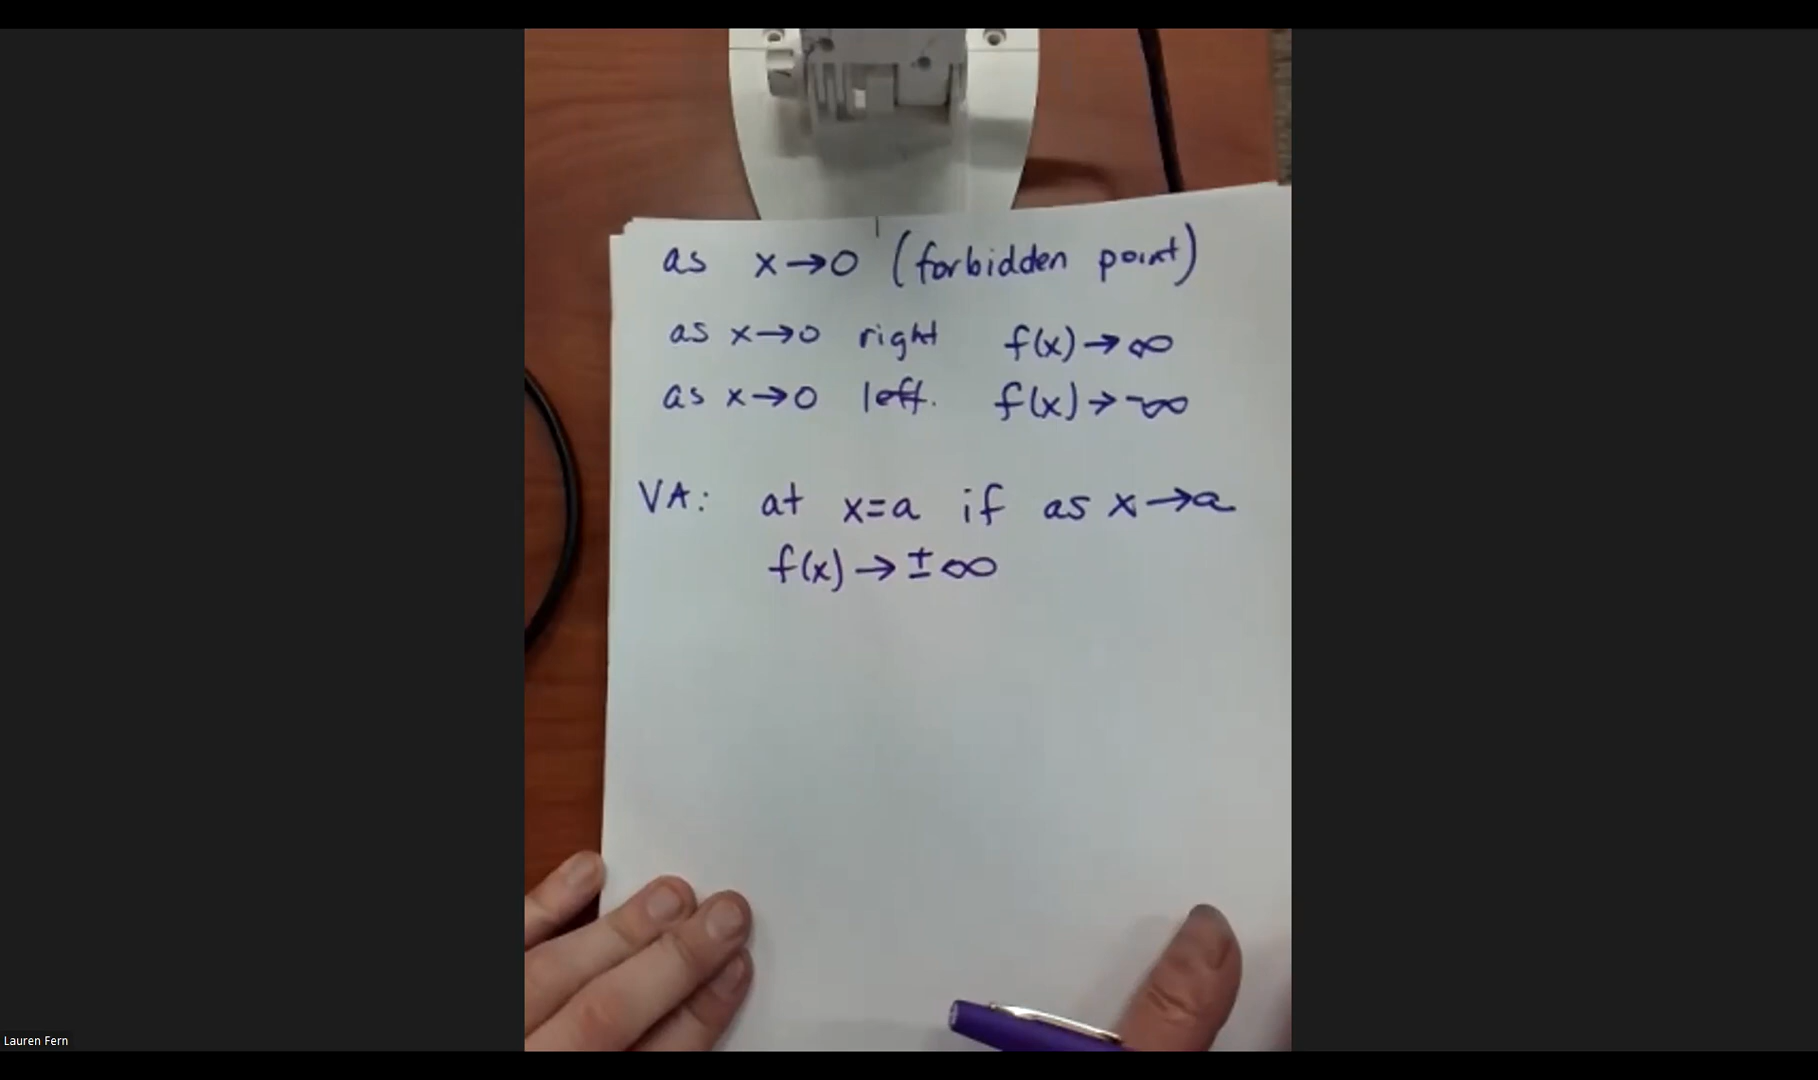 as x→0 (forbidden point)
as x→0 right f(x)→∞
as x→0 left. f(x)→-∞
VA: at x=a if as x→a
f(x)→±∞
Lauren Fern